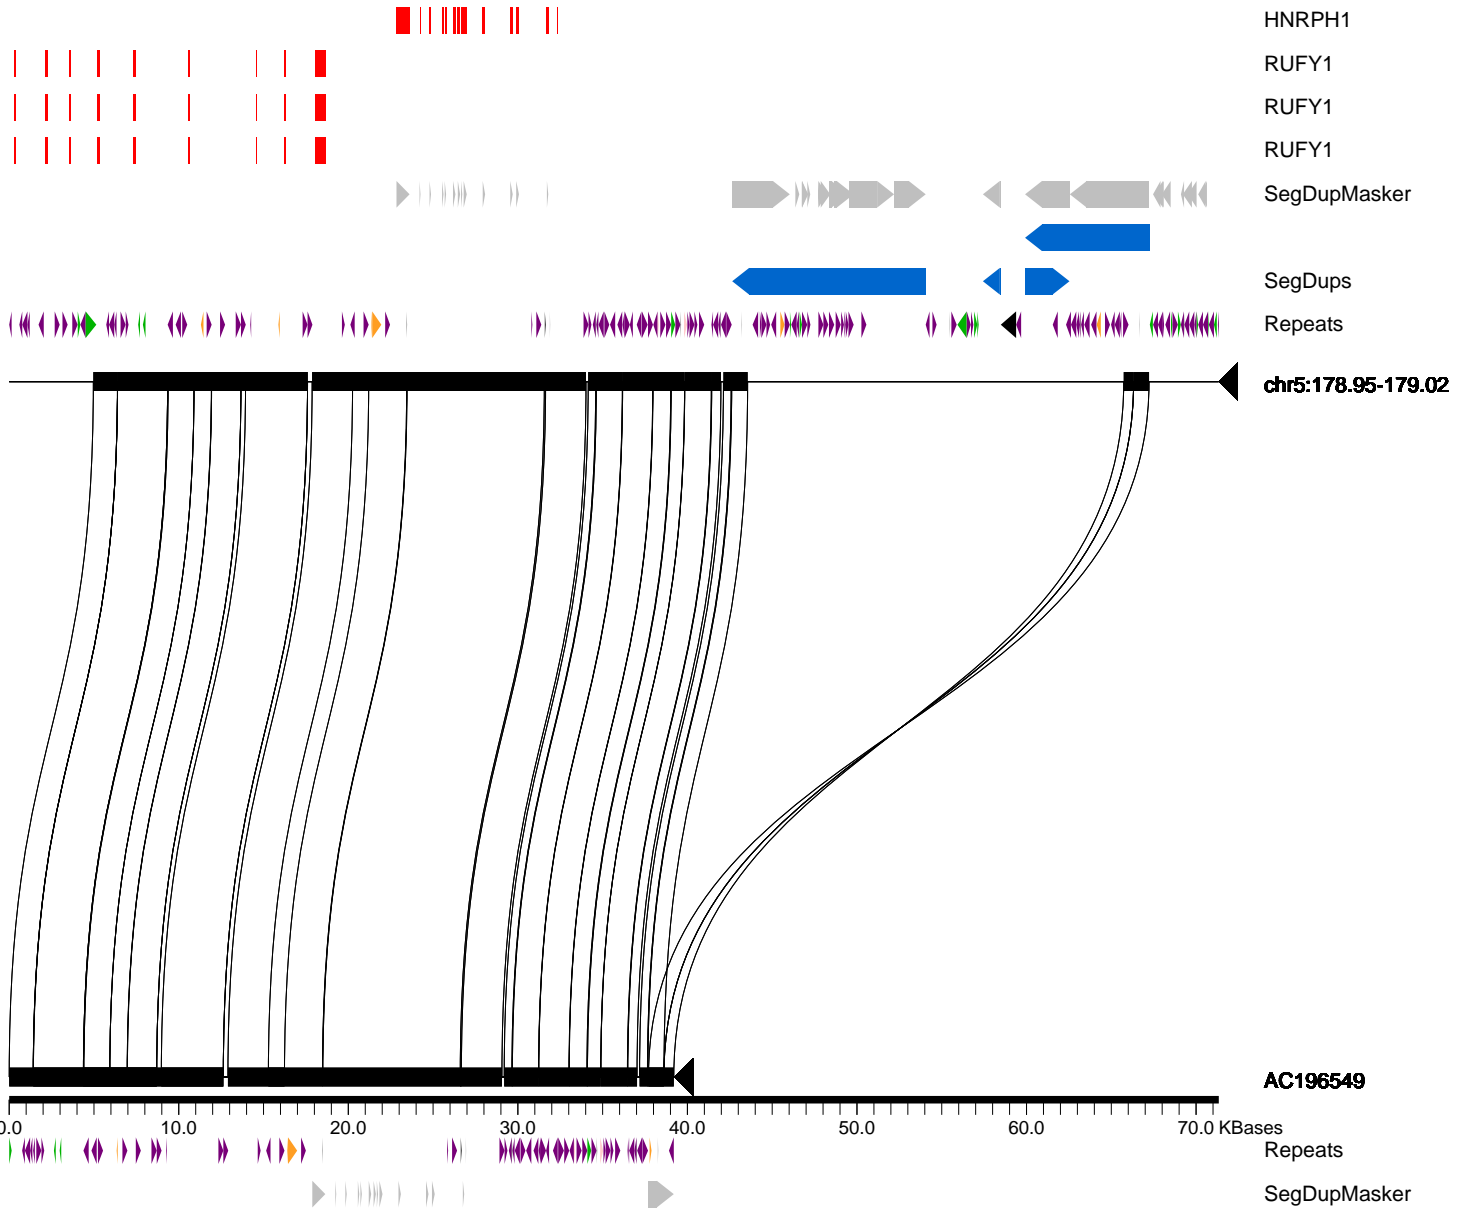 HNRPH1
RUFY1
RUFY1
RUFY1
SegDupMasker
SegDups
Repeats
chr5:178.95-179.02
AC196549
0.0 10.0 20.0 30.0 40.0 50.0 60.0 70.0 KBases
Repeats
SegDupMasker